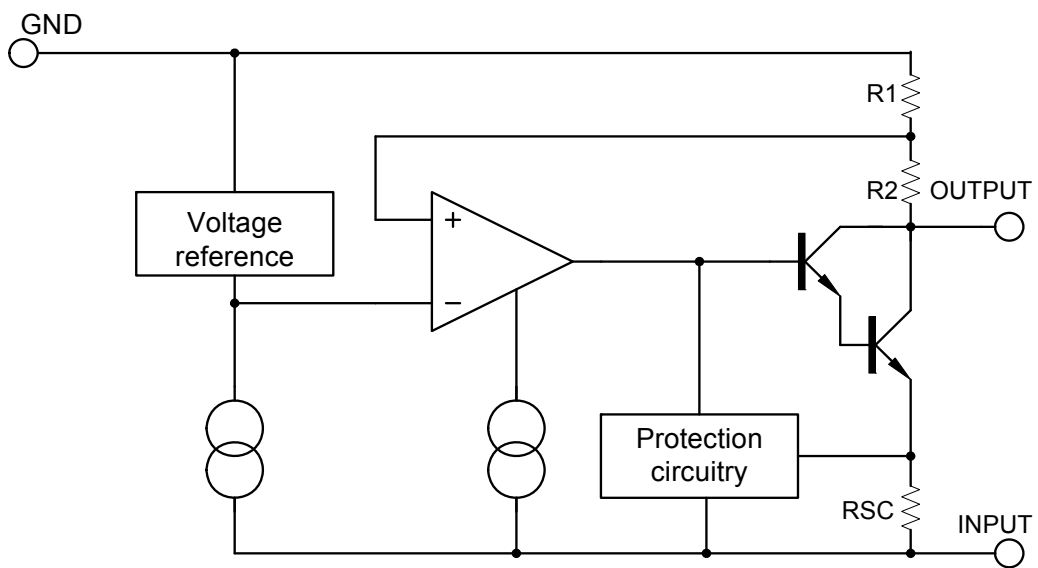 GND
R1
R2
OUTPUT
Voltage
reference
+
−
Protection
circuitry
RSC
INPUT